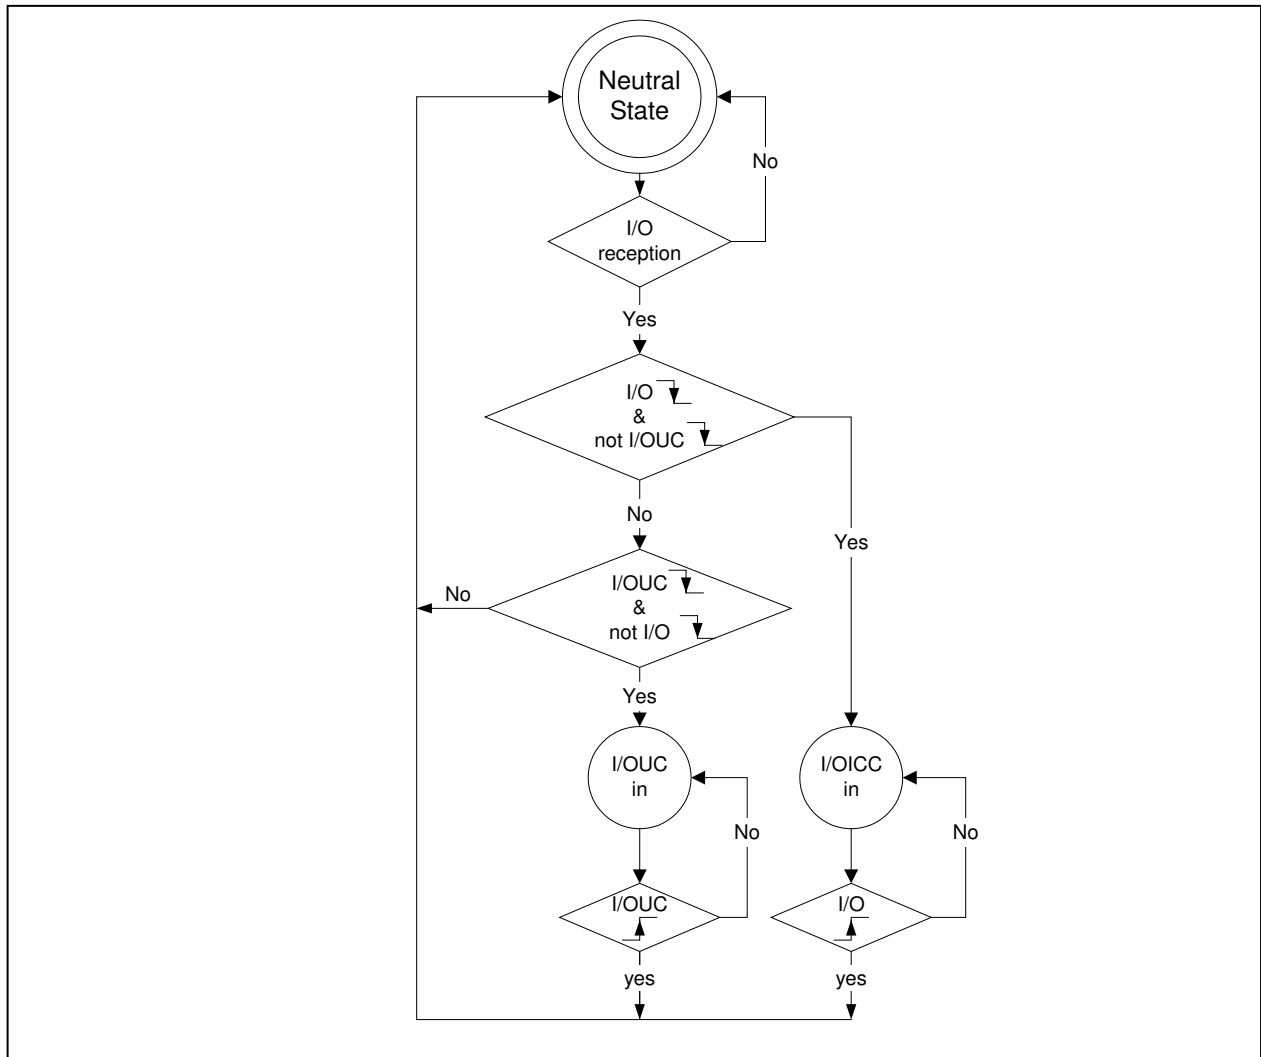 Neutral
State
No
I/O
reception
Yes
I/O
&
not I/OUC
No
Yes
I/OUC
&
not I/O
No
Yes
I/OUC
in
I/OICC
in
No
No
I/OUC
I/O
yes
yes